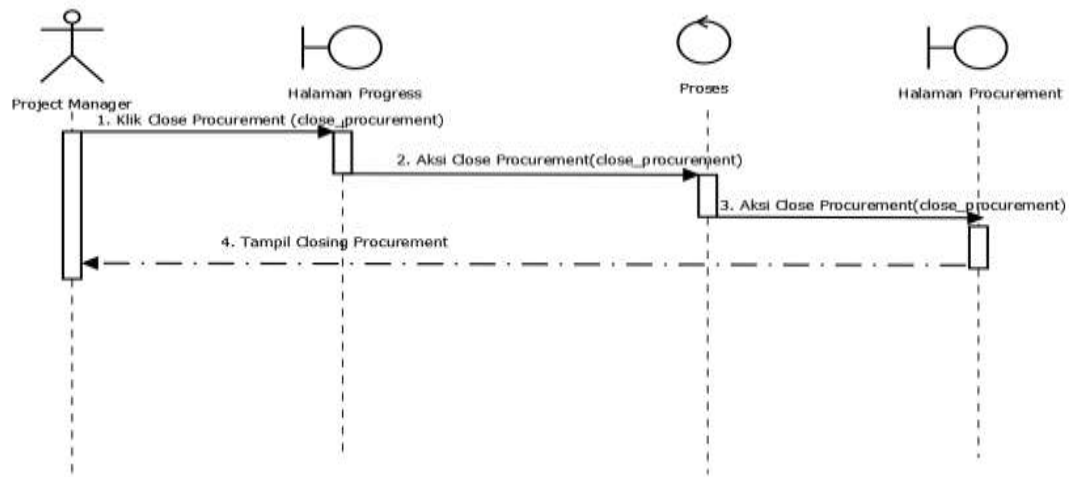 Project Manager
Halaman Progress
Proses
Halaman Procurement
1. Klik Close Procurement (close_procurement)
2. Aksi Close Procurement(close_procurement)
3. Aksi Close Procurement(close_procurement)
4. Tampil Closing Procurement